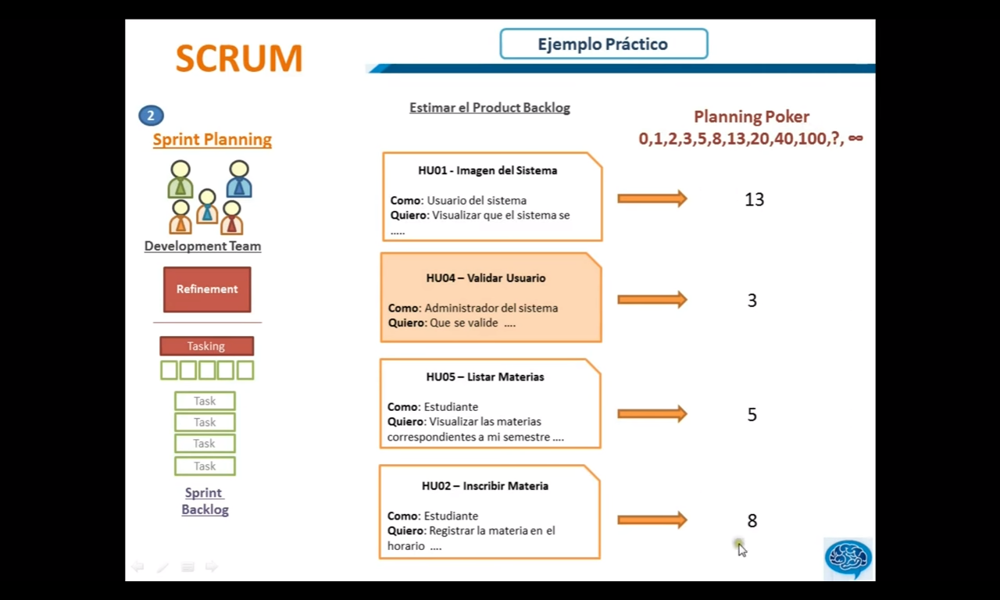 SCRUM
Ejemplo Práctico
2
Sprint Planning
Development Team
Refinement
Tasking
Task
Task
Task
Task
Sprint
Backlog
Estimar el Product Backlog
Planning Poker
0,1,2,3,5,8,13,20,40,100,?, ∞
HU01 - Imagen del Sistema
Como: Usuario del sistema
Quiero: Visualizar que el sistema se
.....
13
HU04 – Validar Usuario
Como: Administrador del sistema
Quiero: Que se valide ....
3
HU05 – Listar Materias
Como: Estudiante
Quiero: Visualizar las materias
correspondientes a mi semestre ....
5
HU02 – Inscribir Materia
Como: Estudiante
Quiero: Registrar la materia en el
horario ....
8